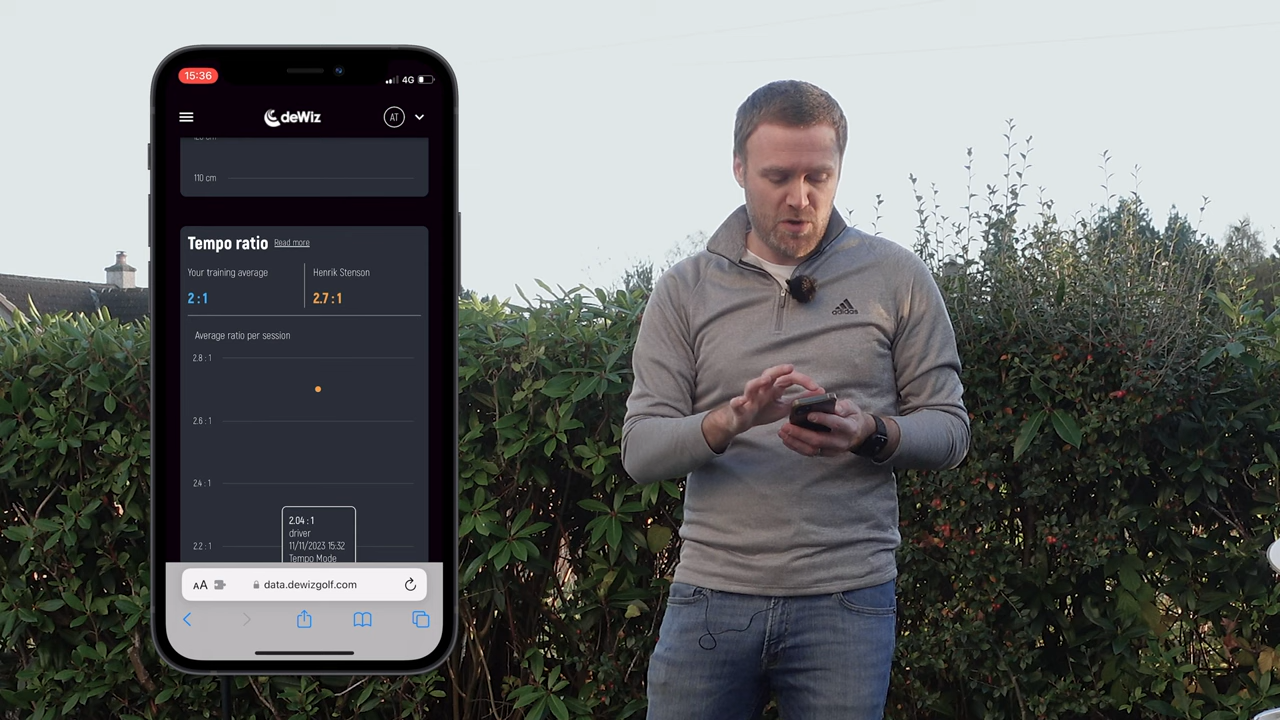 15:36
4G
deWiz
AT
110 cm
Tempo ratio Read more
Your training average
Henrik Stenson
2 : 1
2.7 : 1
Average ratio per session
2.8 : 1
2.6 : 1
2.4 : 1
2.2 : 1
2.04 : 1
driver
11/11/2023 15:32
Tempo Mode
AA
data.dewizgolf.com
adidas